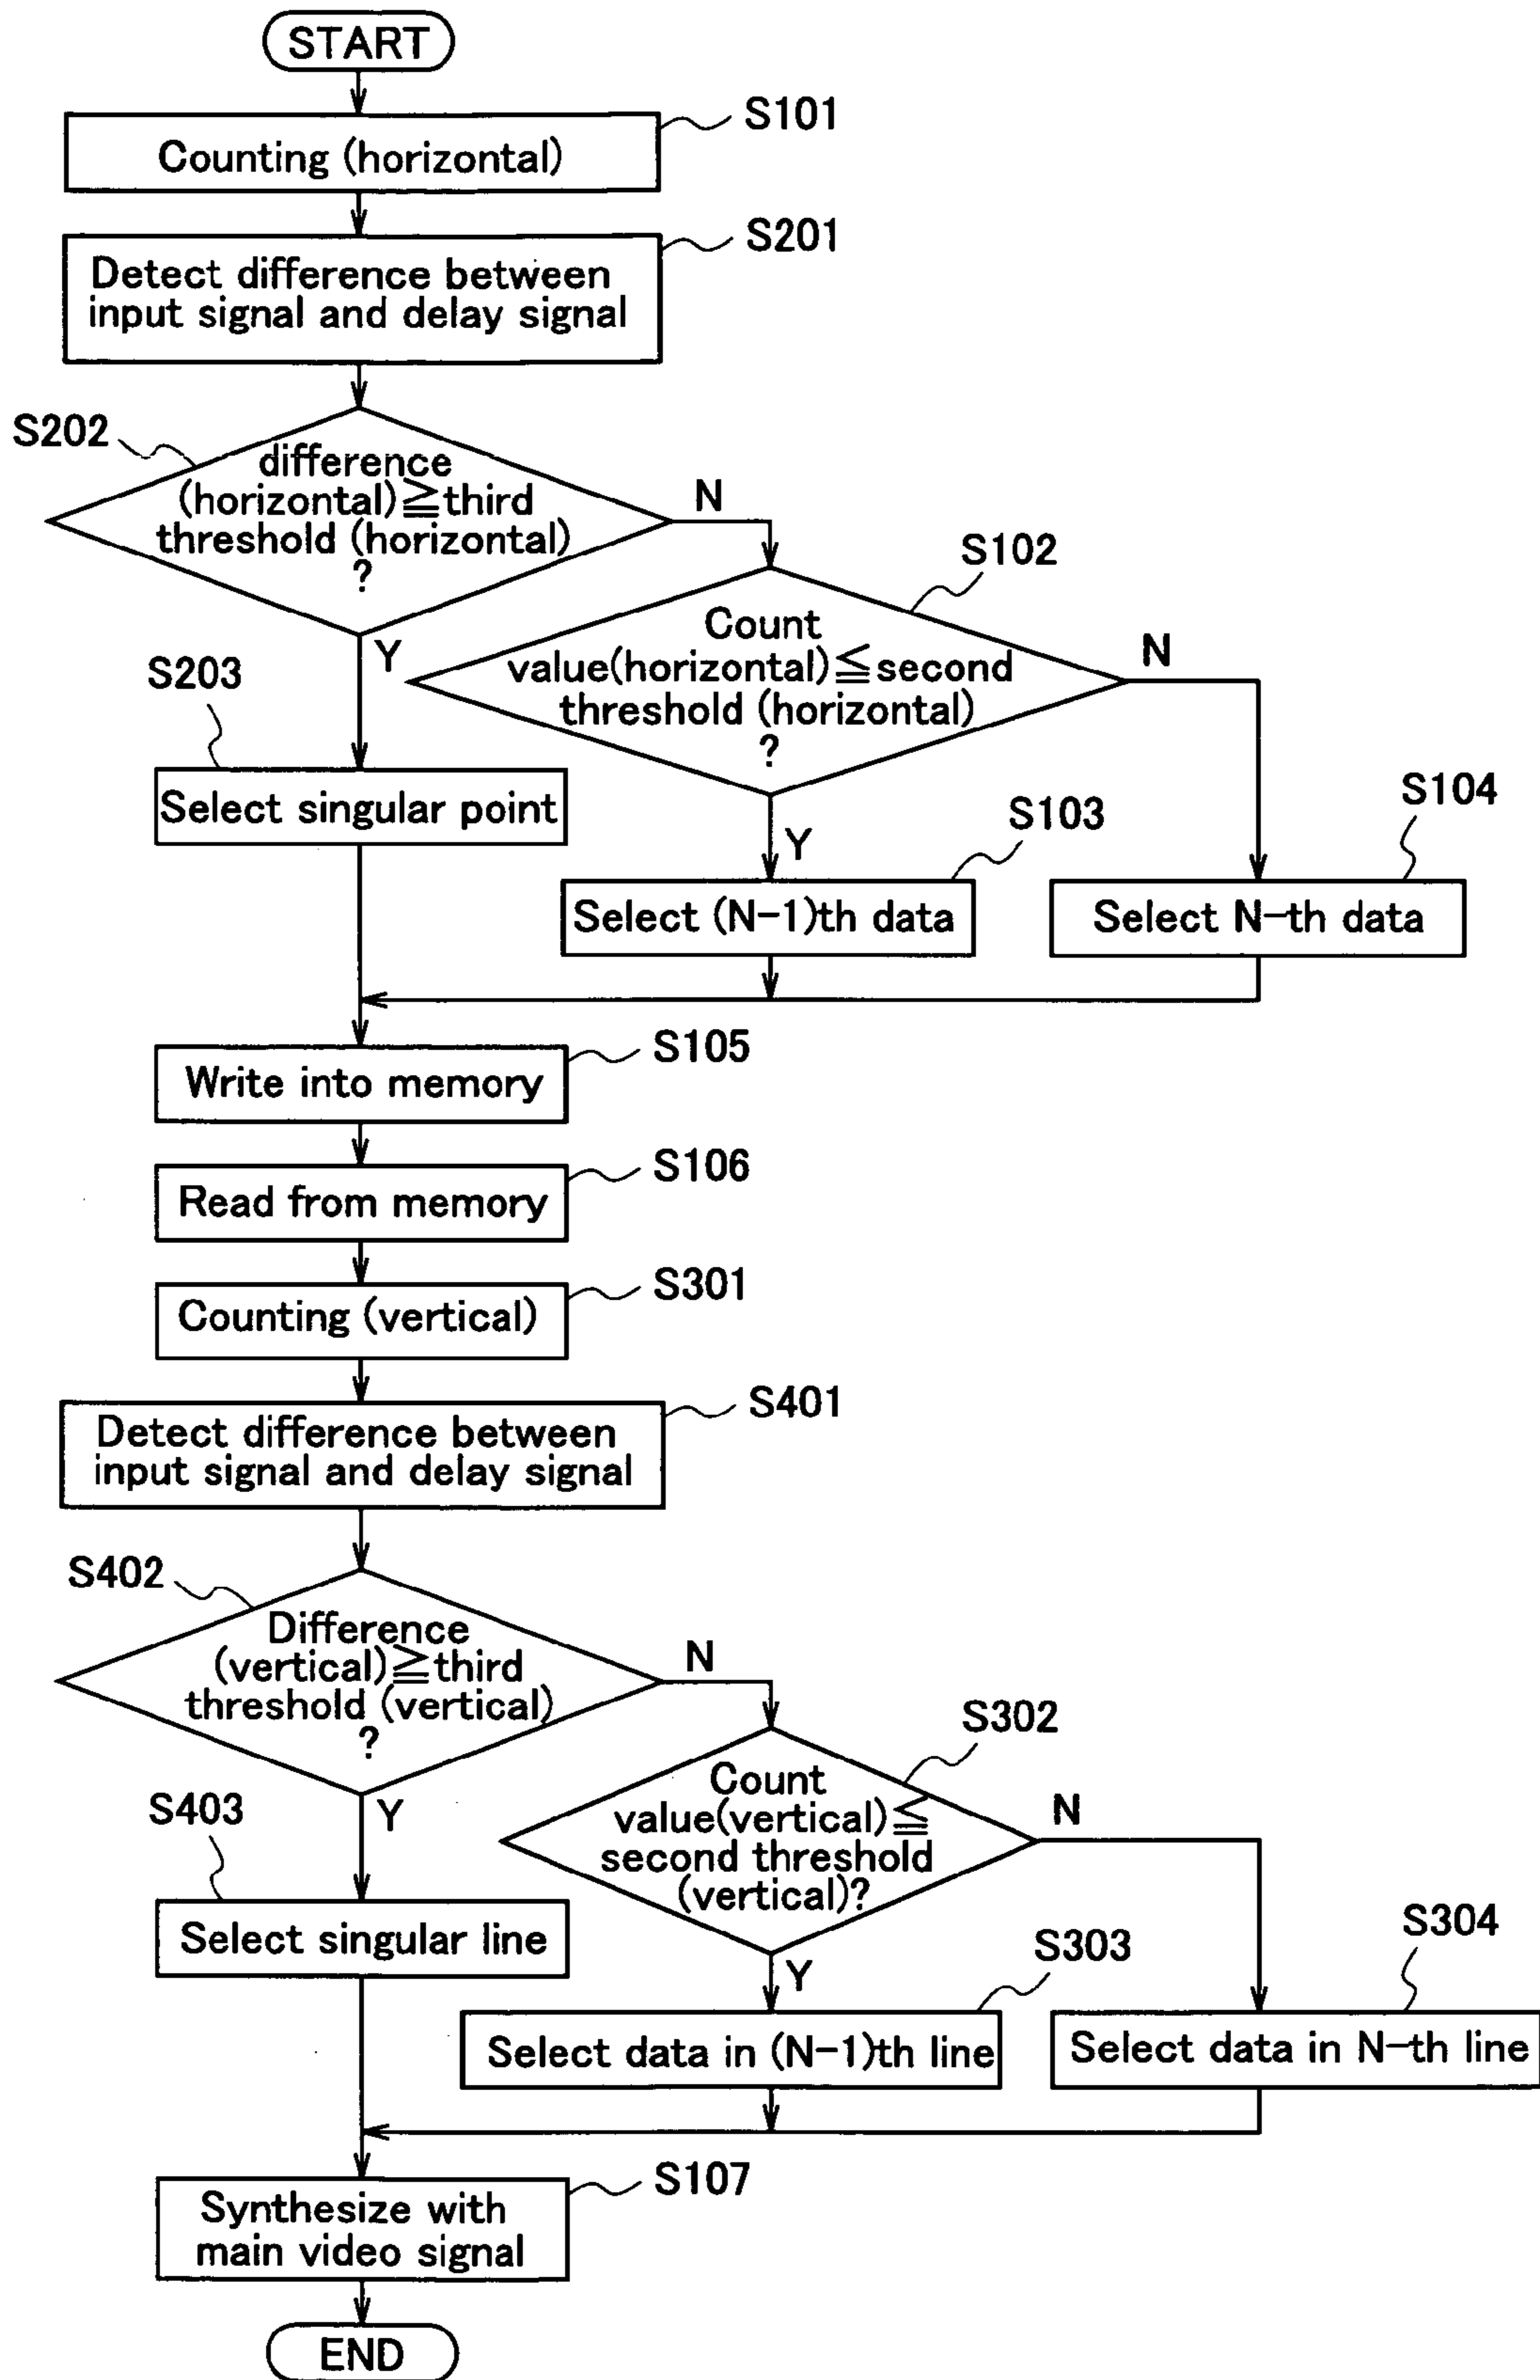 START
S101
Counting (horizontal)
S201
Detect difference between
input signal and delay signal
S202
difference
(horizontal)≧third
threshold (horizontal)
?
N
Y
S102
Count
value(horizontal)≦second
threshold (horizontal)
?
N
Y
S203
Select singular point
S103
Select (N-1)th data
S104
Select N-th data
S105
Write into memory
S106
Read from memory
S301
Counting (vertical)
S401
Detect difference between
input signal and delay signal
S402
Difference
(vertical)≧third
threshold (vertical)
?
N
Y
S302
Count
value(vertical)≦
second threshold
(vertical)?
N
Y
S403
Select singular line
S303
Select data in (N-1)th line
S304
Select data in N-th line
S107
Synthesize with
main video signal
END